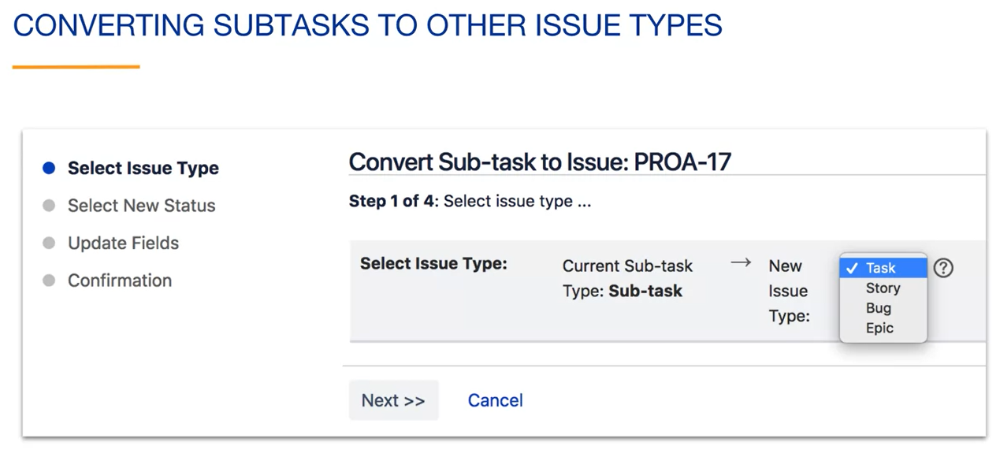 CONVERTING SUBTASKS TO OTHER ISSUE TYPES
Select Issue Type
Select New Status
Update Fields
Confirmation
Convert Sub-task to Issue: PROA-17
Step 1 of 4: Select issue type ...
Select Issue Type:
Current Sub-task
Type: Sub-task
→ New
Issue
Type:
✓ Task
Story
Bug
Epic
?
Next >>
Cancel